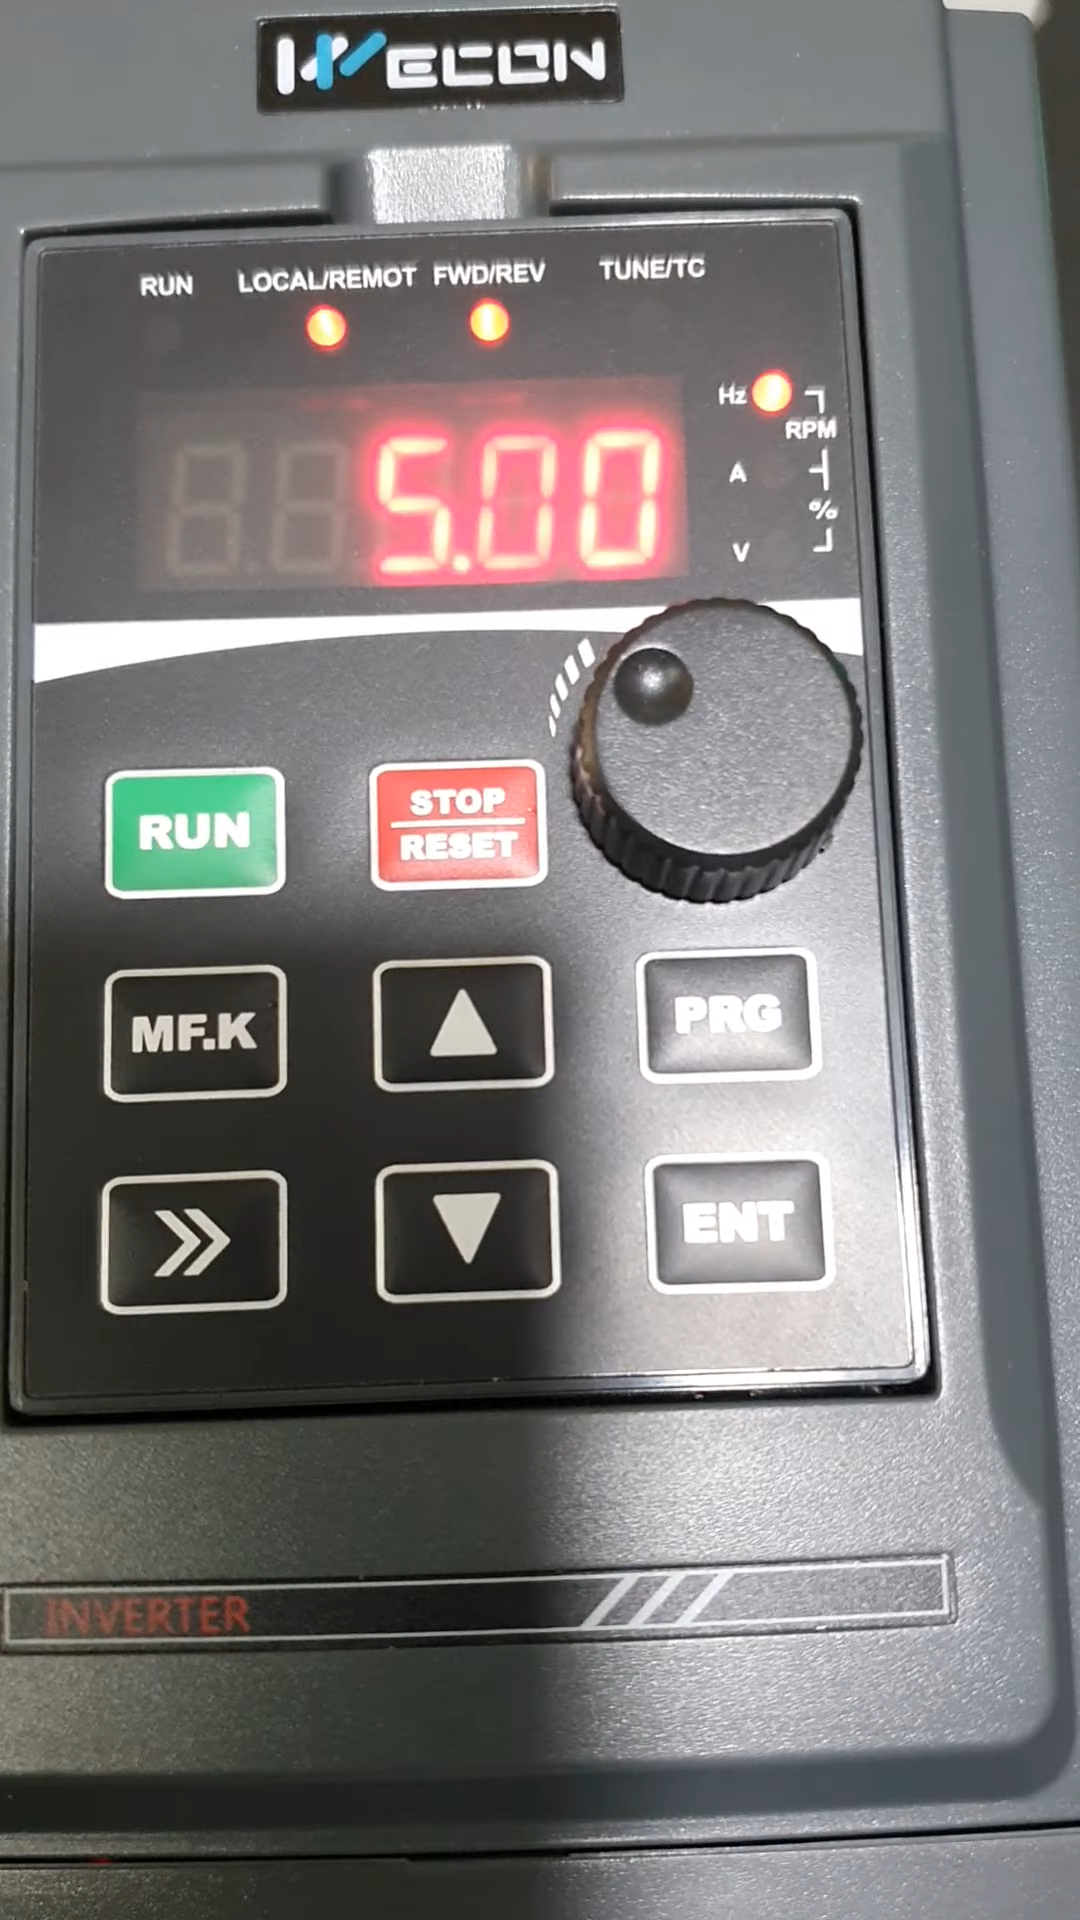 WECON
RUN LOCAL/REMOT FWD/REV TUNE/TC
Hz
RPM
5.00
A
%
V
RUN
STOP
RESET
MF.K
PRG
ENT
INVERTER